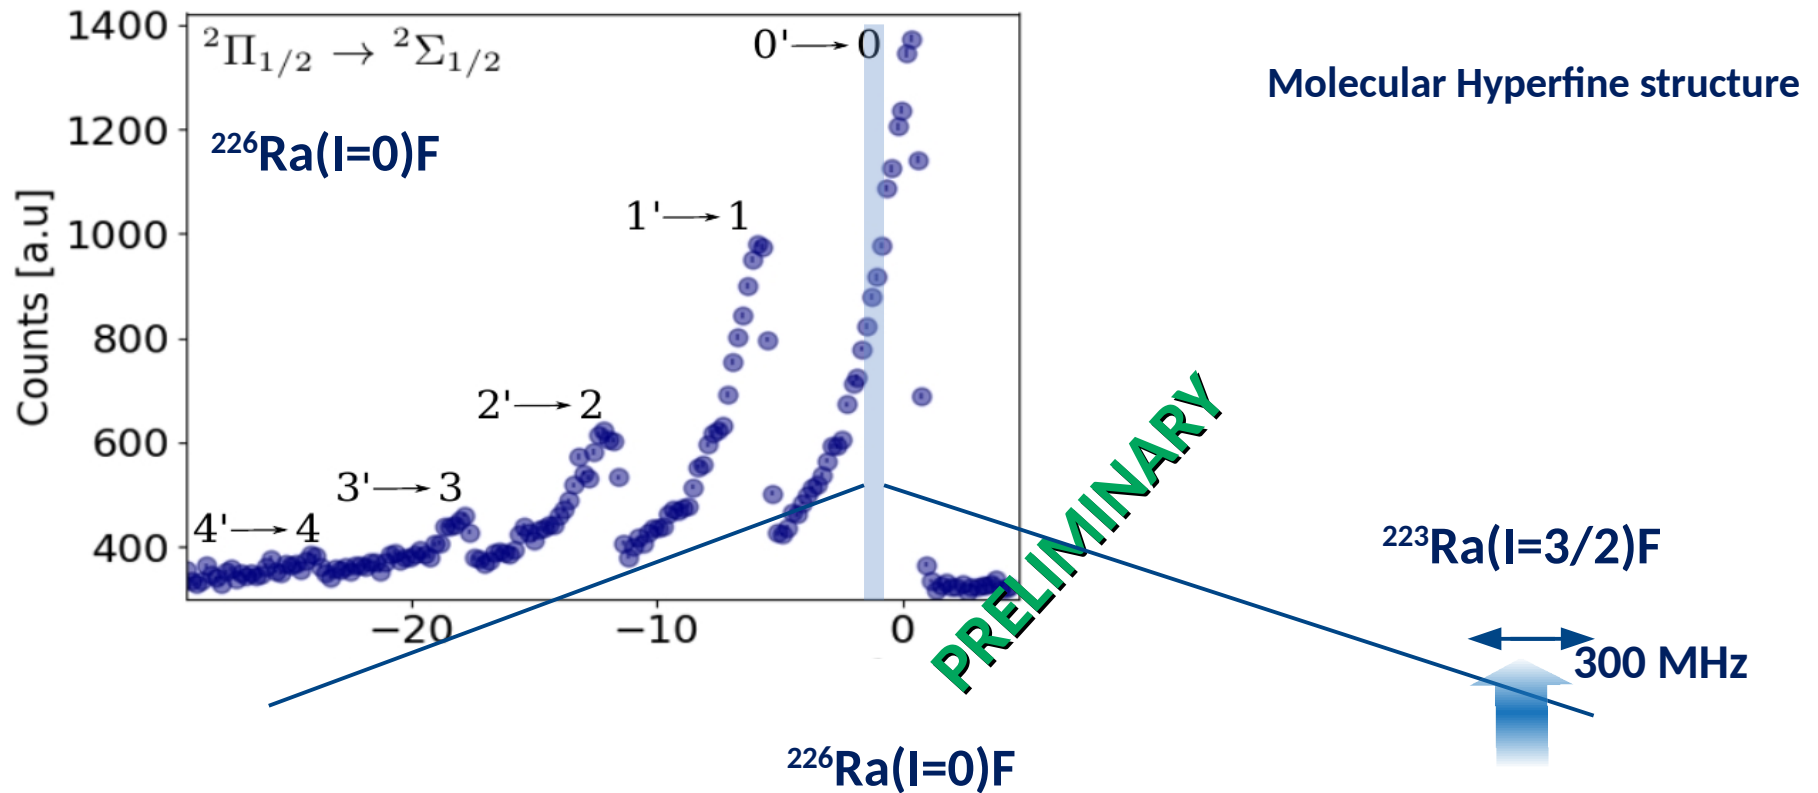 1400
²Π₁/₂ → ²Σ₁/₂
0'→0
Molecular Hyperfine structure
1200
²²⁶Ra(I=0)F
1000
1'→1
Counts [a.u]
800
2'→2
600
3'→3
4'→4
400
−20
−10
0
PRELIMINARY
²²³Ra(I=3/2)F
300 MHz
²²⁶Ra(I=0)F